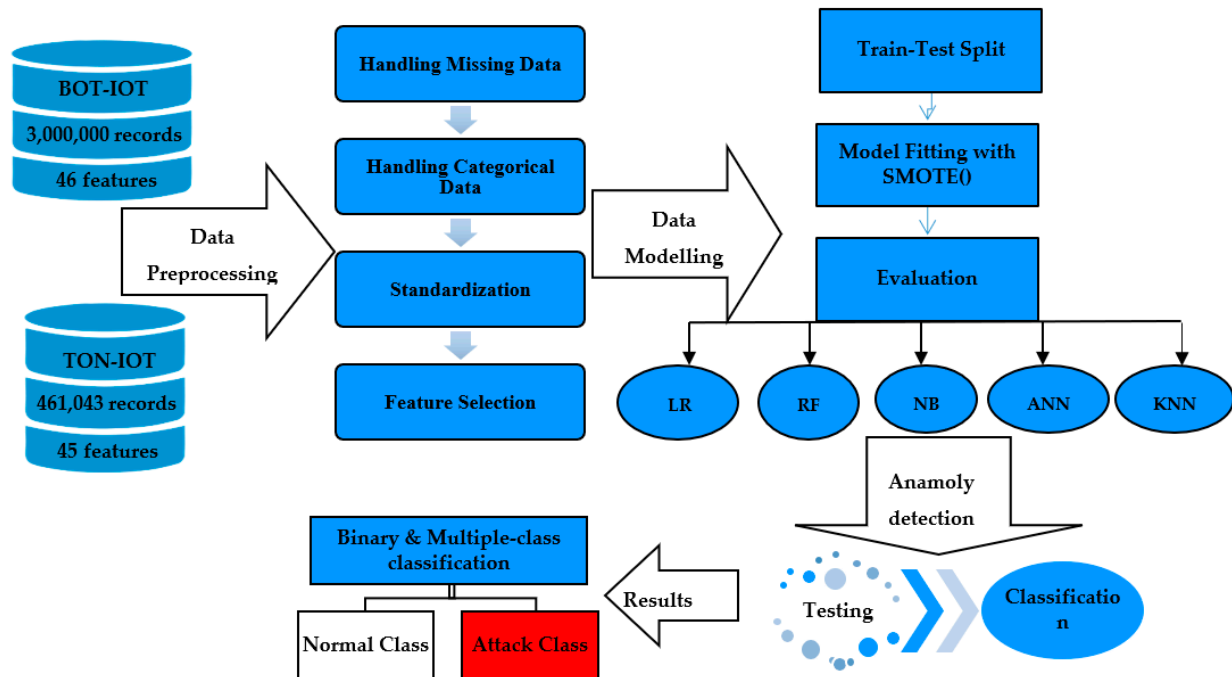 BOT-IOT
3,000,000 records
46 features
TON-IOT
461,043 records
45 features
Data
Preprocessing
Handling Missing Data
Handling Categorical
Data
Standardization
Feature Selection
Data
Modelling
Train-Test Split
Model Fitting with
SMOTE()
Evaluation
LR
RF
NB
ANN
KNN
Anamoly
detection
Testing
Classificatio
n
Results
Binary & Multiple-class
classification
Normal Class
Attack Class